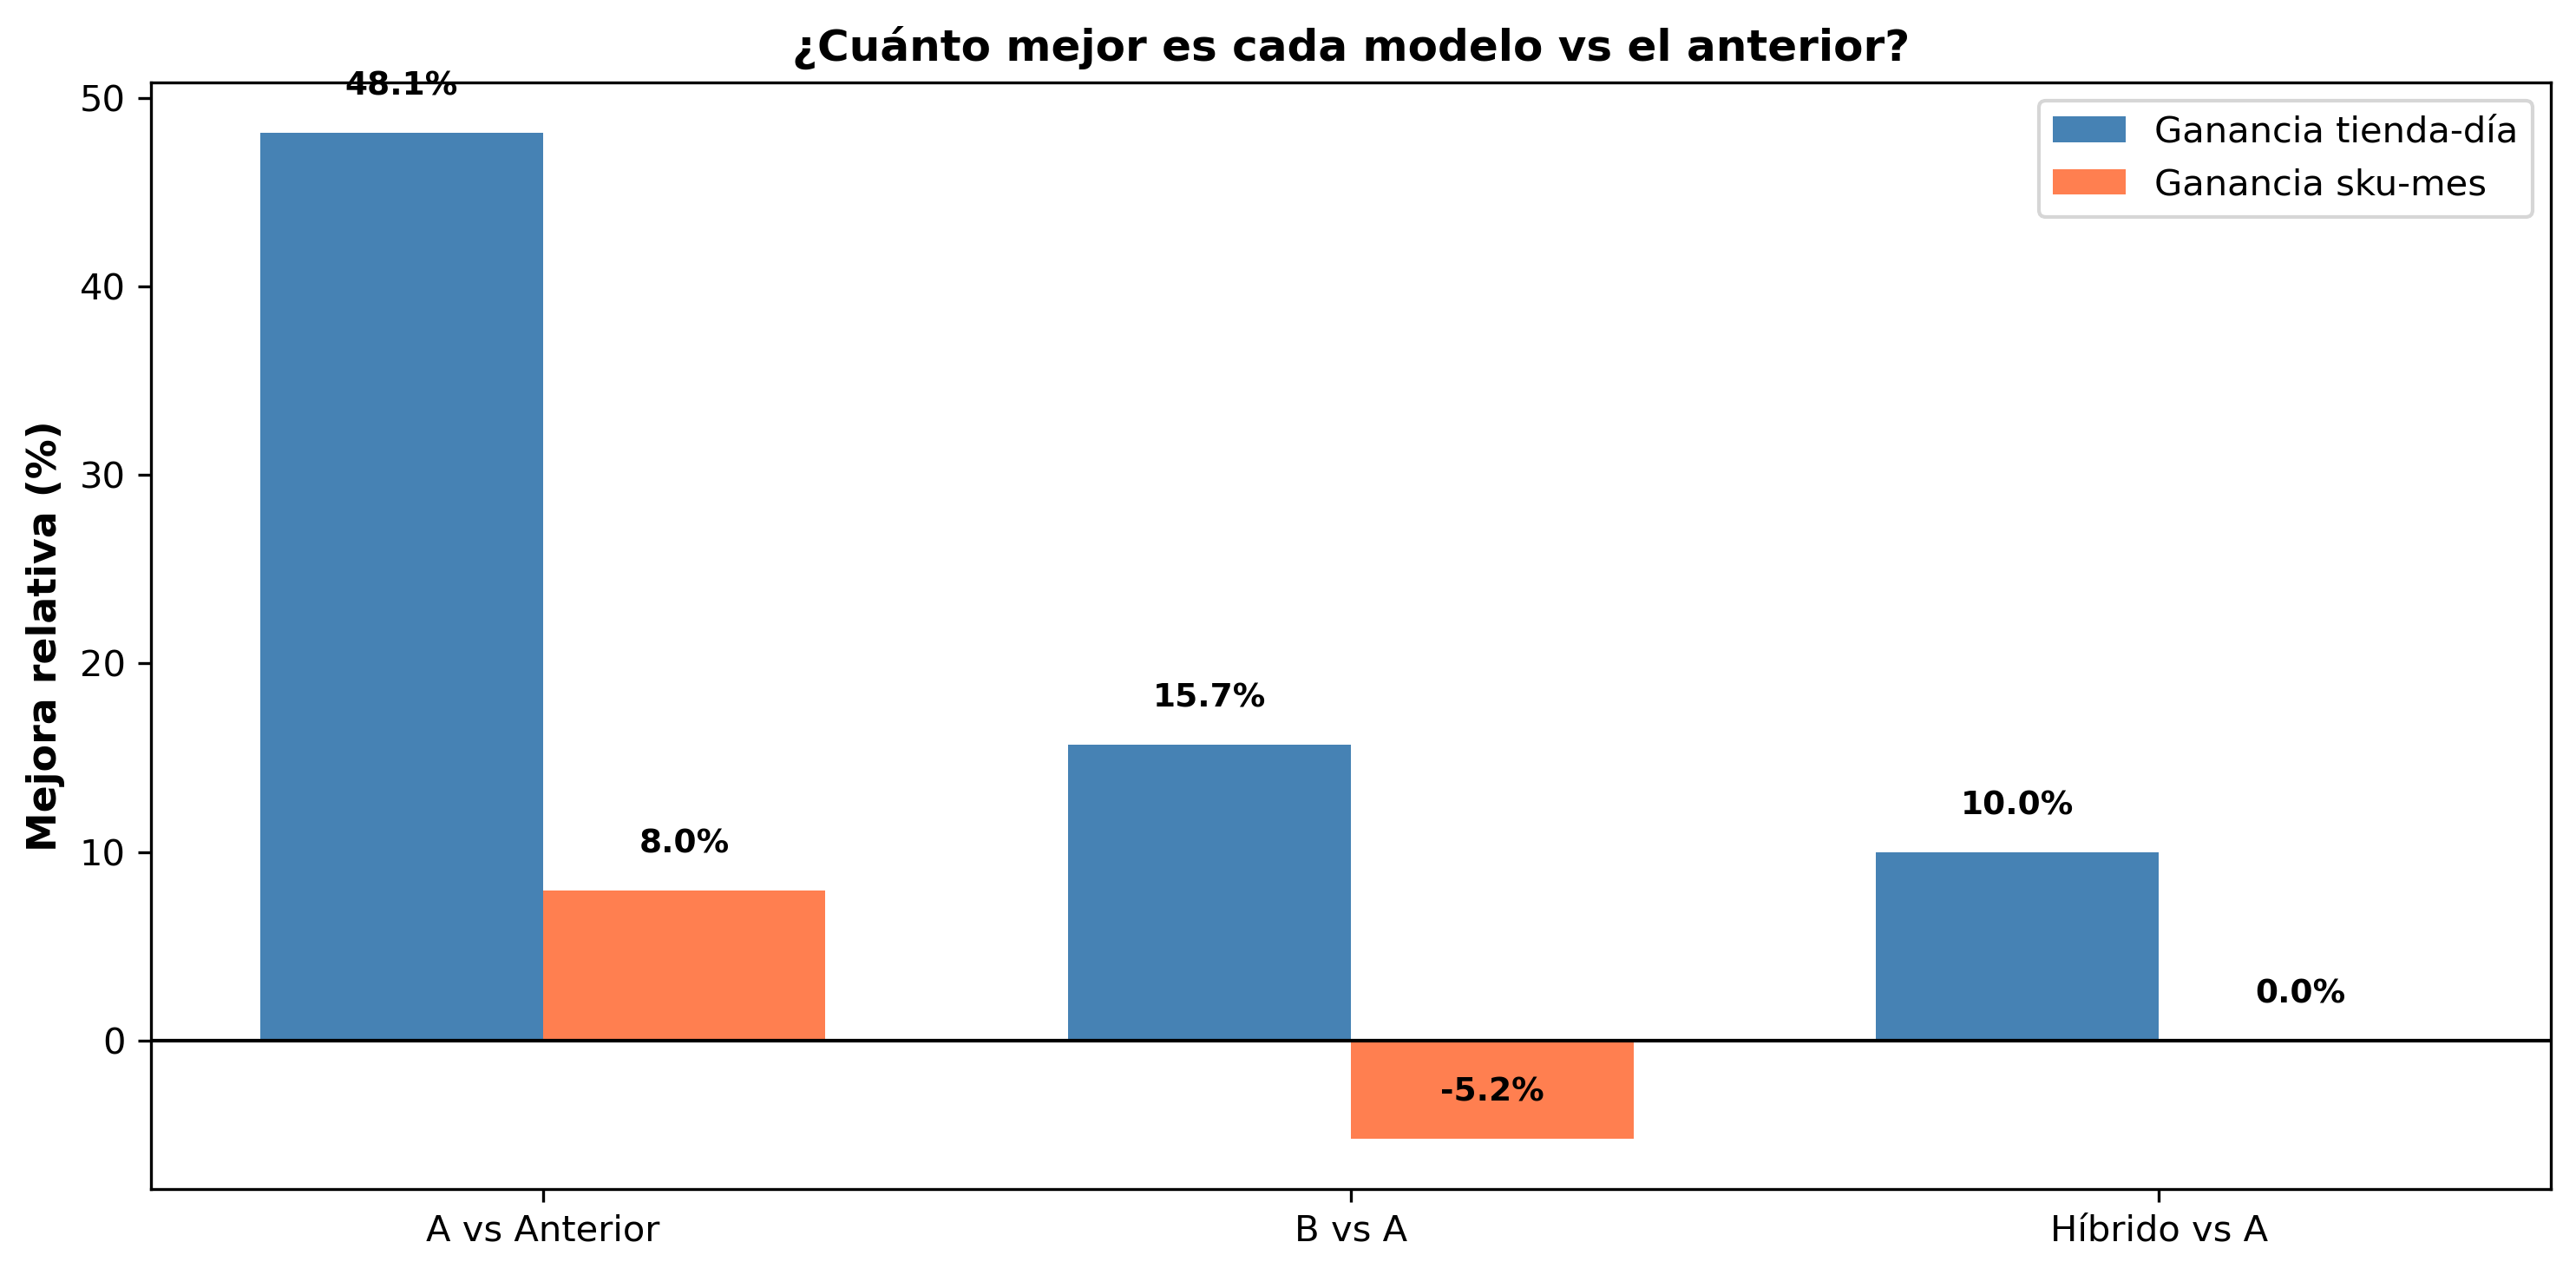 ¿Cuánto mejor es cada modelo vs el anterior?
Mejora relativa (%)
50
40
30
20
10
0
48.1%
8.0%
15.7%
-5.2%
10.0%
0.0%
Ganancia tienda-día
Ganancia sku-mes
A vs Anterior
B vs A
Híbrido vs A